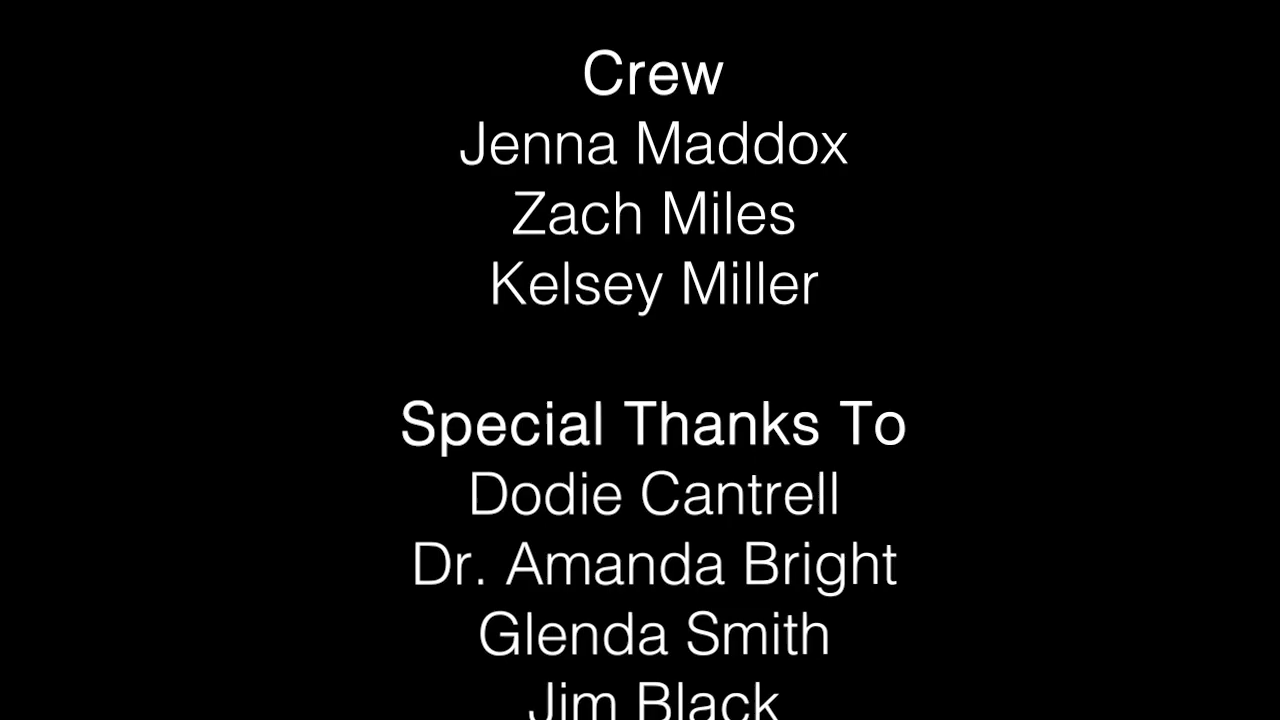 Crew
Jenna Maddox
Zach Miles
Kelsey Miller
Special Thanks To
Dodie Cantrell
Dr. Amanda Bright
Glenda Smith
Jim Black